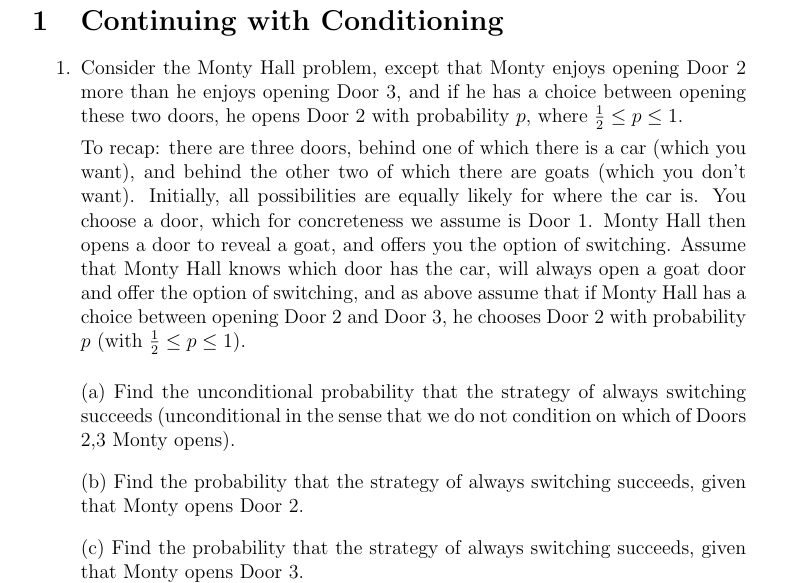 1 Continuing with Conditioning
1. Consider the Monty Hall problem, except that Monty enjoys opening Door 2
more than he enjoys opening Door 3, and if he has a choice between opening
these two doors, he opens Door 2 with probability p, where 1/2 ≤ p ≤ 1.
To recap: there are three doors, behind one of which there is a car (which you
want), and behind the other two of which there are goats (which you don't
want). Initially, all possibilities are equally likely for where the car is. You
choose a door, which for concreteness we assume is Door 1. Monty Hall then
opens a door to reveal a goat, and offers you the option of switching. Assume
that Monty Hall knows which door has the car, will always open a goat door
and offer the option of switching, and as above assume that if Monty Hall has a
choice between opening Door 2 and Door 3, he chooses Door 2 with probability
p (with 1/2 ≤ p ≤ 1).
(a) Find the unconditional probability that the strategy of always switching
succeeds (unconditional in the sense that we do not condition on which of Doors
2,3 Monty opens).
(b) Find the probability that the strategy of always switching succeeds, given
that Monty opens Door 2.
(c) Find the probability that the strategy of always switching succeeds, given
that Monty opens Door 3.